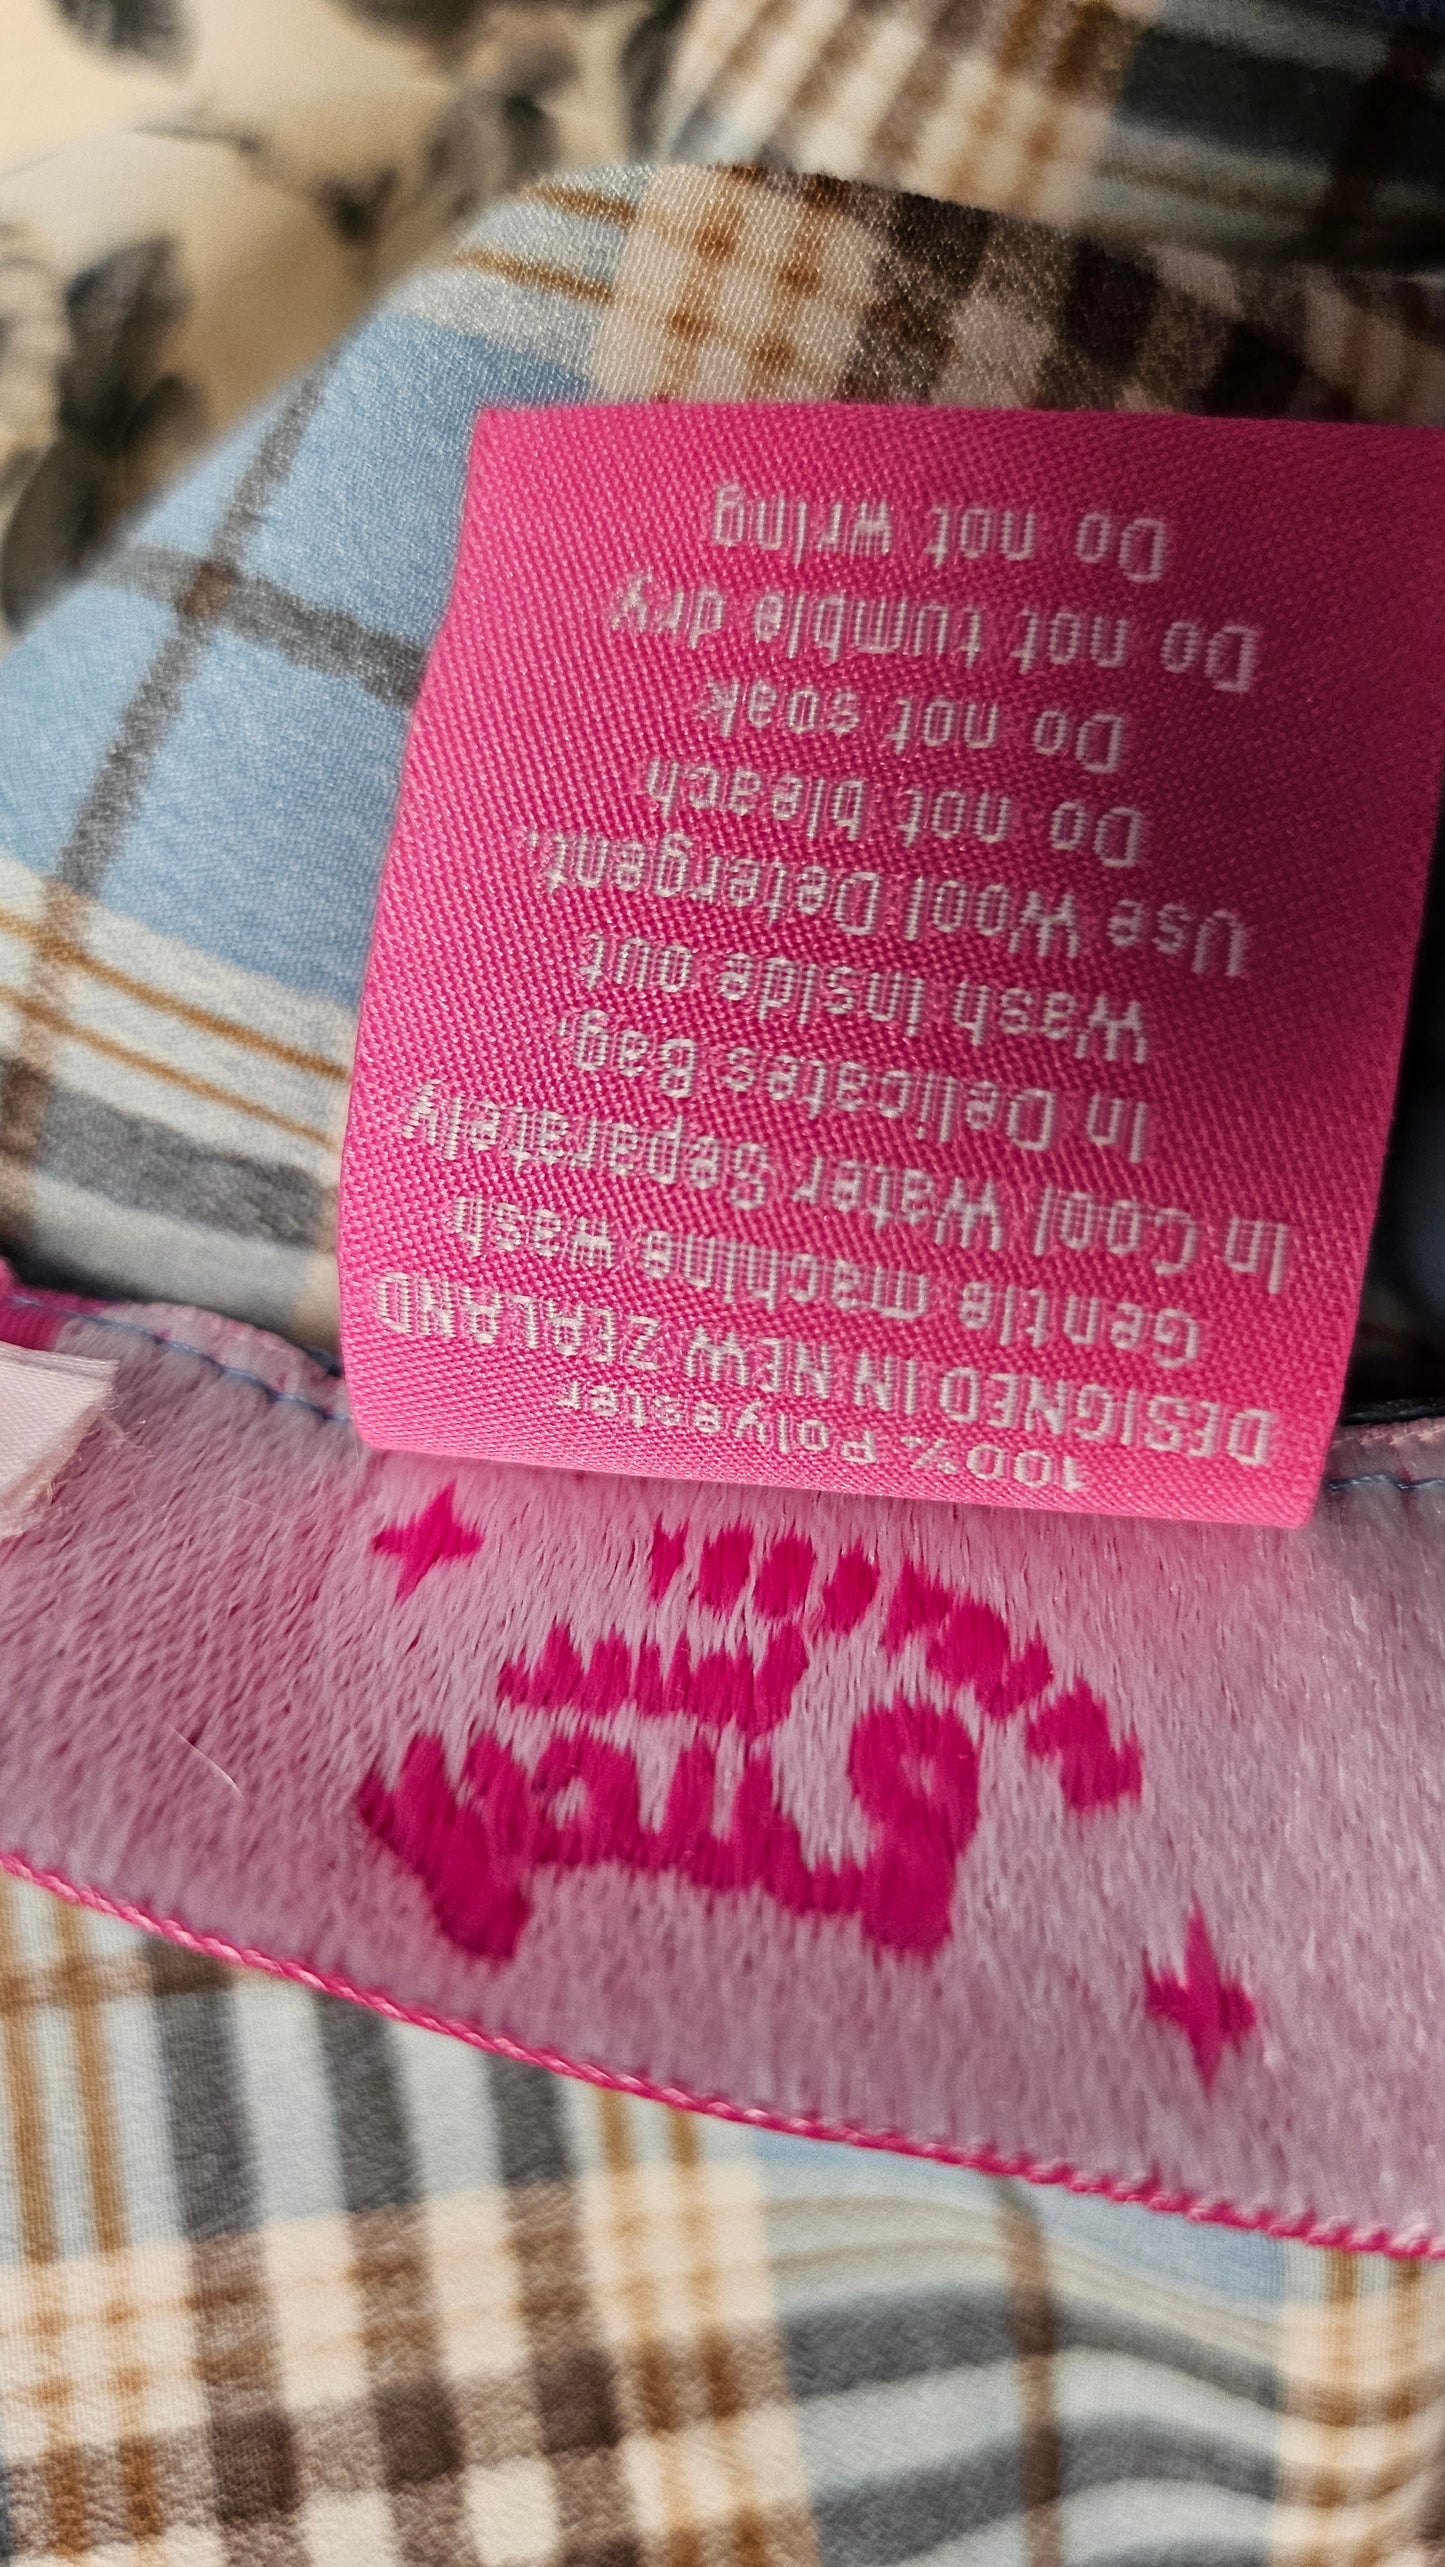 100% Polyester
DESIGNED IN NEW ZEALAND
Gentle machine wash
In Cool Water Separately
In Delicates Bag,
Wash inside out
Use Wool Detergent.
Do not bleach
Do not soak
Do not tumble dry
Do not wring